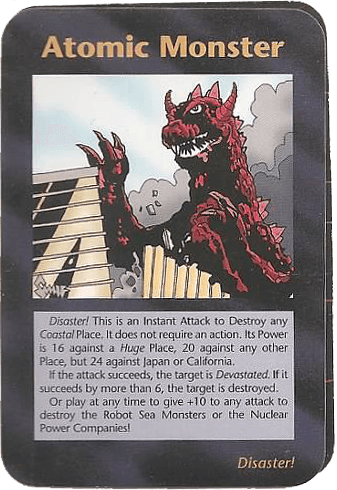 Atomic Monster
Disaster! This is an Instant Attack to Destroy any
Coastal Place. It does not require an action. Its Power
is 16 against a Huge Place, 20 against any other
Place, but 24 against Japan or California.
If the attack succeeds, the target is Devastated. If it
succeeds by more than 6, the target is destroyed.
Or play at any time to give +10 to any attack to
destroy the Robot Sea Monsters or the Nuclear
Power Companies!
Disaster!